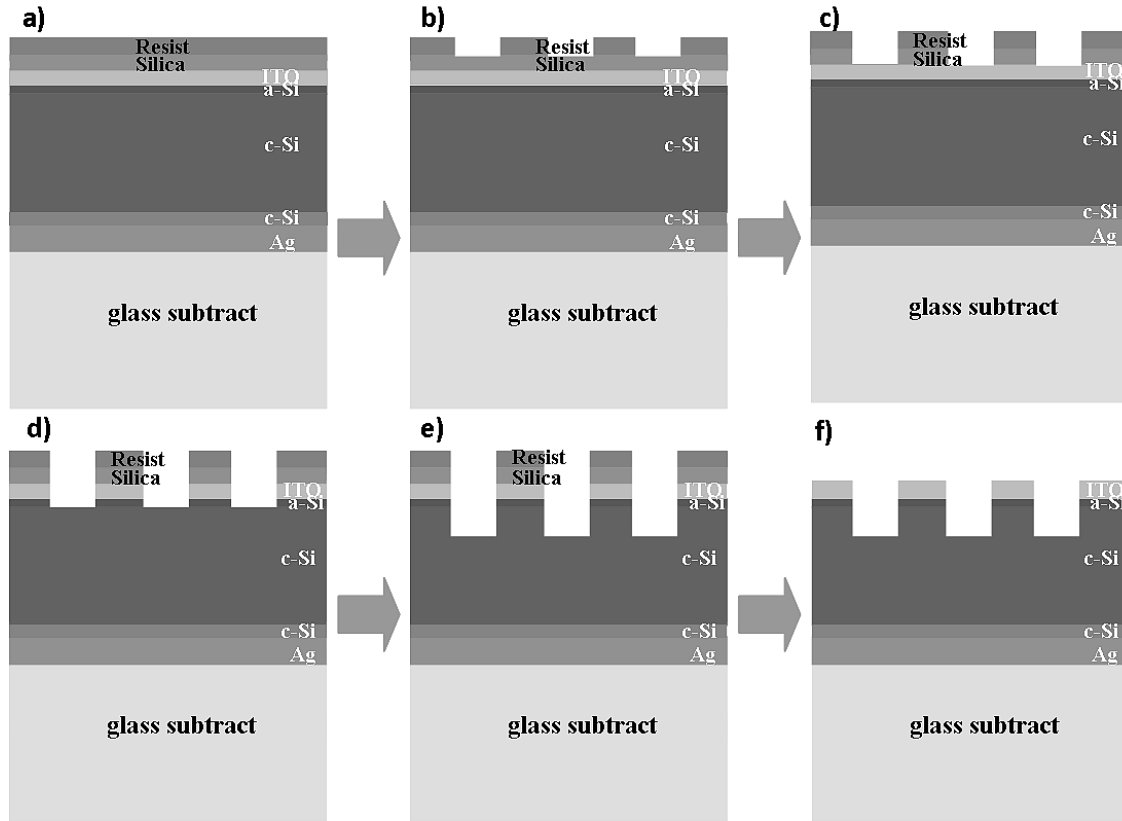 a)
Resist
Silica
ITO
a-Si
c-Si
c-Si
Ag
glass subtract
b)
Resist
Silica
ITO
a-Si
c-Si
c-Si
Ag
glass subtract
c)
Resist
Silica
ITO
a-Si
c-Si
c-Si
Ag
glass subtract
d)
Resist
Silica
ITO
a-Si
c-Si
c-Si
Ag
glass subtract
e)
Resist
Silica
ITO
a-Si
c-Si
c-Si
Ag
glass subtract
f)
ITO
a-Si
c-Si
c-Si
Ag
glass subtract